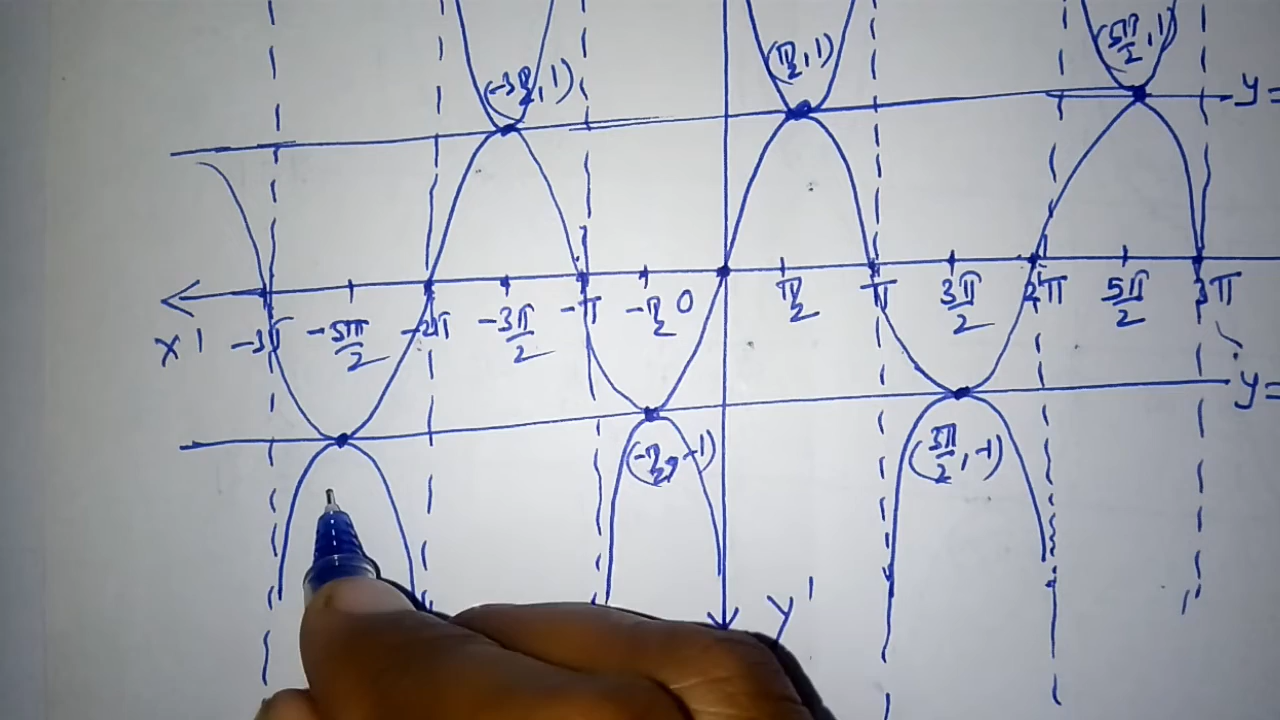 (5π/2, 1)
(π/2, 1)
(-3π/2, 1)
y=
x' -3π -5π/2 -2π -3π/2 -π -π/2 0 π/2 π 3π/2 2π 5π/2 3π
y=
(-π/2, -1) (3π/2, -1)
y'